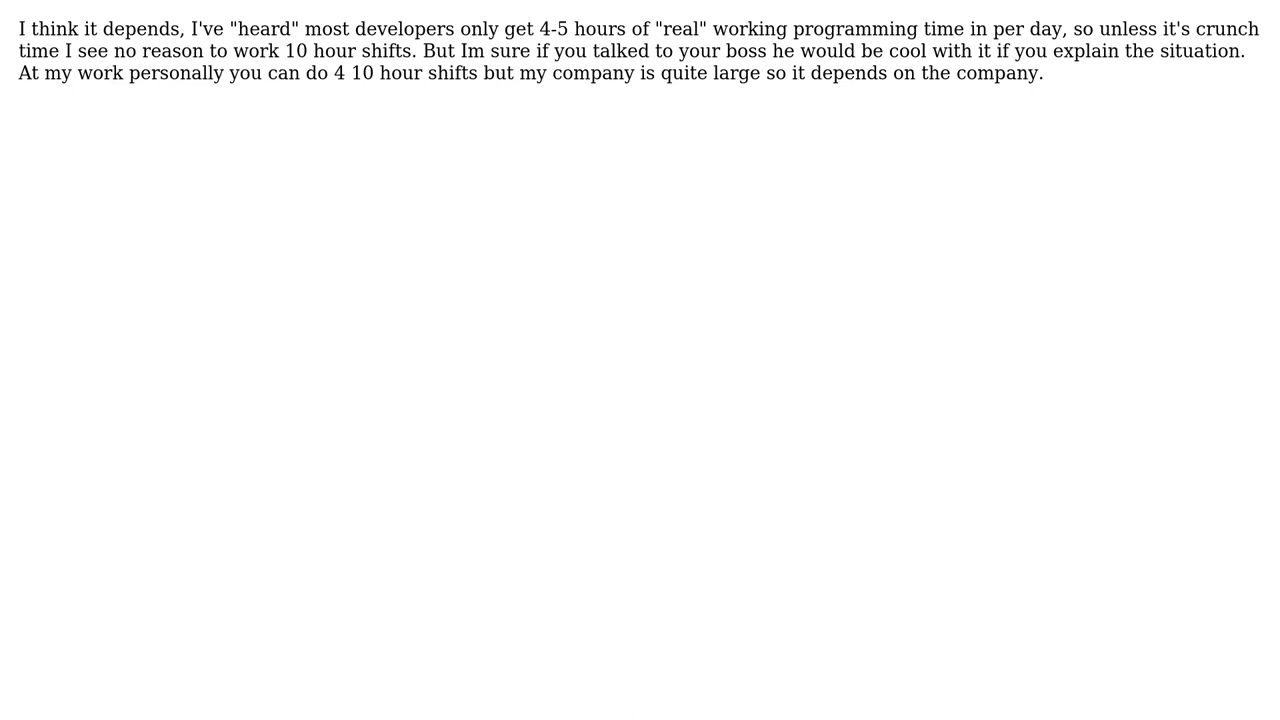 I think it depends, I've "heard" most developers only get 4-5 hours of "real" working programming time in per day, so unless it's crunch
time I see no reason to work 10 hour shifts. But Im sure if you talked to your boss he would be cool with it if you explain the situation.
At my work personally you can do 4 10 hour shifts but my company is quite large so it depends on the company.